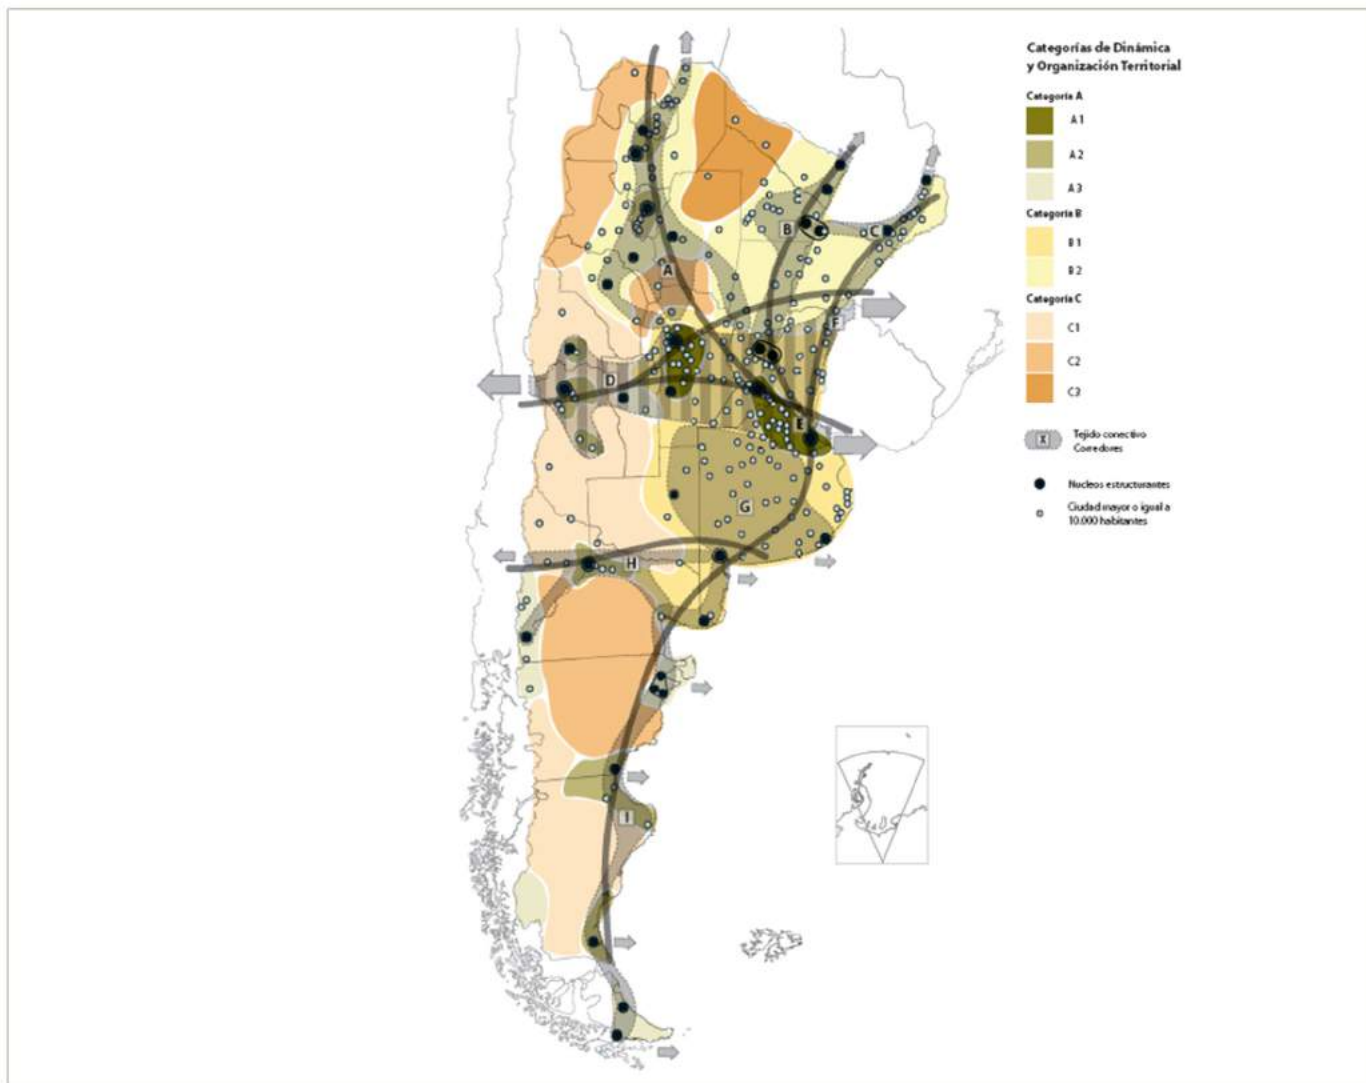 Categorías de Dinámica
y Organización Territorial
Categoría A
A 1
A 2
A 3
Categoría B
B 1
B 2
Categoría C
C1
C2
C3
X
Tejido conectivo
Corredores
Nucleos estructurantes
Ciudad mayor o igual a
10.000 habitantes
B
C
A
F
D
E
G
H
I